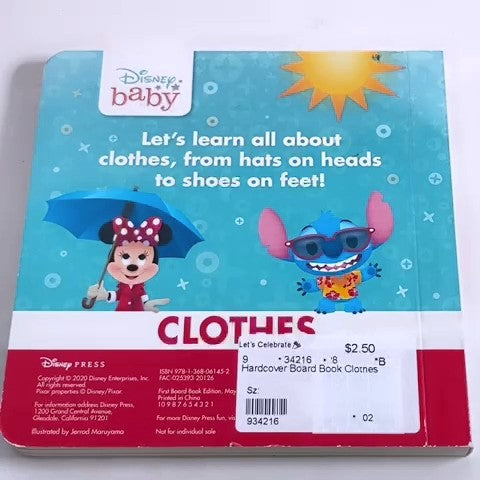 Disney
baby
Let's learn all about
clothes, from hats on heads
to shoes on feet!
CLOTHES
Disney PRESS
Copyright © 2020 Disney Enterprises, Inc.
All rights reserved.
Pixar properties © Disney/Pixar
For information address Disney Press,
1200 Grand Central Avenue,
Glendale, California 91201
Illustrated by Jerrod Maruyama
ISBN 978-1-368-06145-2
FAC-025393 20126
First Board Book Edition, May
Printed in China
10 9 8 7 6 5 4 3 2 1
For more Disney Press fun, visi
Not for individual sale
Let's Celebrate
$2.50
9 34216 8 *B
Hardcover Board Book Clothes
Sz:
934216
02